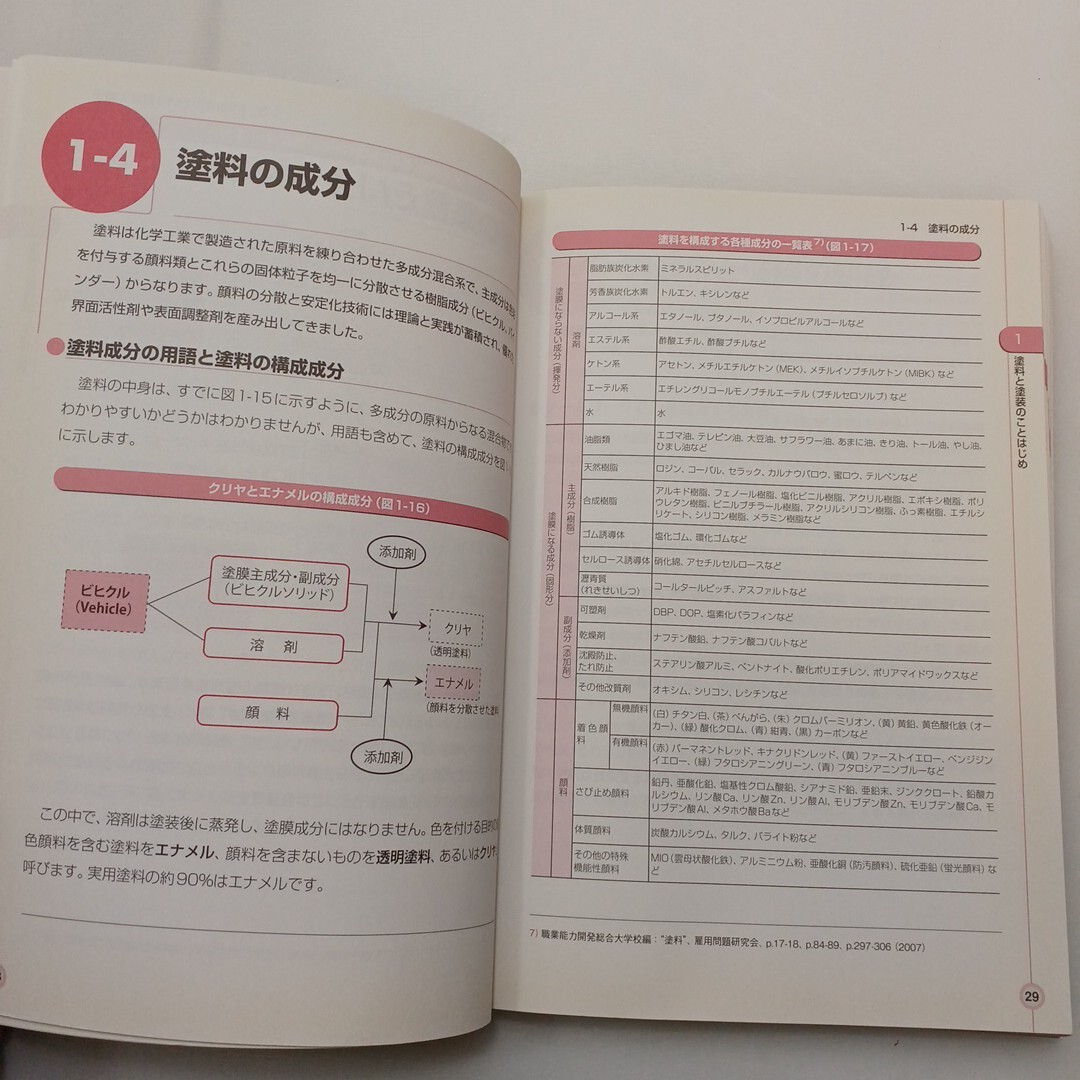 1-4
塗料の成分
塗料は化学工業で製造された原料を練り合わせた多成分混合系で、主成分は
を付与する顔料類とこれらの固体粒子を均一に分散させる樹脂成分(ビヒクル、バ
ンダー)からなります。顔料の分散と安定化技術には理論と実践が蓄積され、
界面活性剤や表面調整剤を産み出してきました。
●塗料成分の用語と塗料の構成成分
塗料の中身は、すでに図1-15に示すように、多成分の原料からなる混合物で
わかりやすいかどうかはわかりませんが、用語も含めて、塗料の構成成分を図
に示します。
クリヤとエナメルの構成成分(図1-16)
添加剤
ビヒクル
(Vehicle)
塗膜主成分・副成分
(ビヒクルソリッド)
溶 剤
顔 料
クリヤ
(透明塗料)
エナメル
(顔料を分散させた塗料
添加剤
この中で、溶剤は塗装後に蒸発し、塗膜成分にはなりません。色を付ける目的
色顔料を含む塗料をエナメル、顔料を含まないものを透明塗料、あるいはクリヤ
呼びます。実用塗料の約90%はエナメルです。
1-4 塗料の成分
塗料を構成する各種成分の一覧表7)(図1-17)
塗膜にならない成分(揮発分)
溶剤
脂肪族炭化水素 ミネラルスピリット
芳香族炭化水素 トルエン、キシレンなど
アルコール系 エタノール、ブタノール、イソプロピルアルコールなど
エステル系 酢酸エチル、酢酸ブチルなど
ケトン系 アセトン、メチルエチルケトン(MEK)、メチルイソブチルケトン(MIBK)など
エーテル系 エチレングリコールモノブチルエーテル(ブチルセロソルブ)など
水 水
塗膜になる成分(固形分)
主成分(樹脂)
油脂類 エゴマ油、テレピン油、大豆油、サフラワー油、あまに油、きり油、トール油、やし油、
ひまし油など
天然樹脂 ロジン、コーパル、セラック、カルナウバロウ、蜜ロウ、テルペンなど
合成樹脂 アルキド樹脂、フェノール樹脂、塩化ビニル樹脂、アクリル樹脂、エポキシ樹脂、ポリ
ウレタン樹脂、ビニルブチラール樹脂、アクリルシリコン樹脂、ふっ素樹脂、エチルシ
リケート、シリコン樹脂、メラミン樹脂など
ゴム誘導体 塩化ゴム、環化ゴムなど
セルロース誘導体 硝化綿、アセチルセルロースなど
瀝青質
(れきせいしつ) コールタールピッチ、アスファルトなど
副成分(添加剤)
可塑剤 DBP、DOP、塩素化パラフィンなど
乾燥剤 ナフテン酸鉛、ナフテン酸コバルトなど
沈殿防止、
たれ防止 ステアリン酸アルミ、ベントナイト、酸化ポリエチレン、ポリアマイドワックスなど
その他改質剤 オキシム、シリコン、レシチンなど
顔料
着色顔
料
無機顔料 (白)チタン白、(茶)べんがら、(朱)クロムバーミリオン、(黄)黄鉛、黄色酸化鉄(オー
カー)、(緑)酸化クロム、(青)紺青、(黒)カーボンなど
有機顔料 (赤)パーマネントレッド、キナクリドンレッド、(黄)ファーストイエロー、ベンジジン
イエロー、(緑)フタロシアニングリーン、(青)フタロシアニンブルーなど
さび止め顔料 鉛丹、亜酸化鉛、塩基性クロム酸鉛、シアナミド鉛、亜鉛末、ジンククロート、鉛酸カ
ルシウム、リン酸Ca、リン酸Zn、リン酸Al、モリブデン酸Zn、モリブデン酸Ca、モ
リブデン酸Al、メタホウ酸Baなど
体質顔料 炭酸カルシウム、タルク、バライト粉など
その他の特殊
機能性顔料 MIO(雲母状酸化鉄)、アルミニウム粉、亜酸化銅(防汚顔料)、硫化亜鉛(蛍光顔料)な
ど
7) 職業能力開発総合大学校編:“塗料”、雇用問題研究会、p.17-18、p.84-89、p.297-306 (2007)
1
塗料と塗装のことはじめ
29